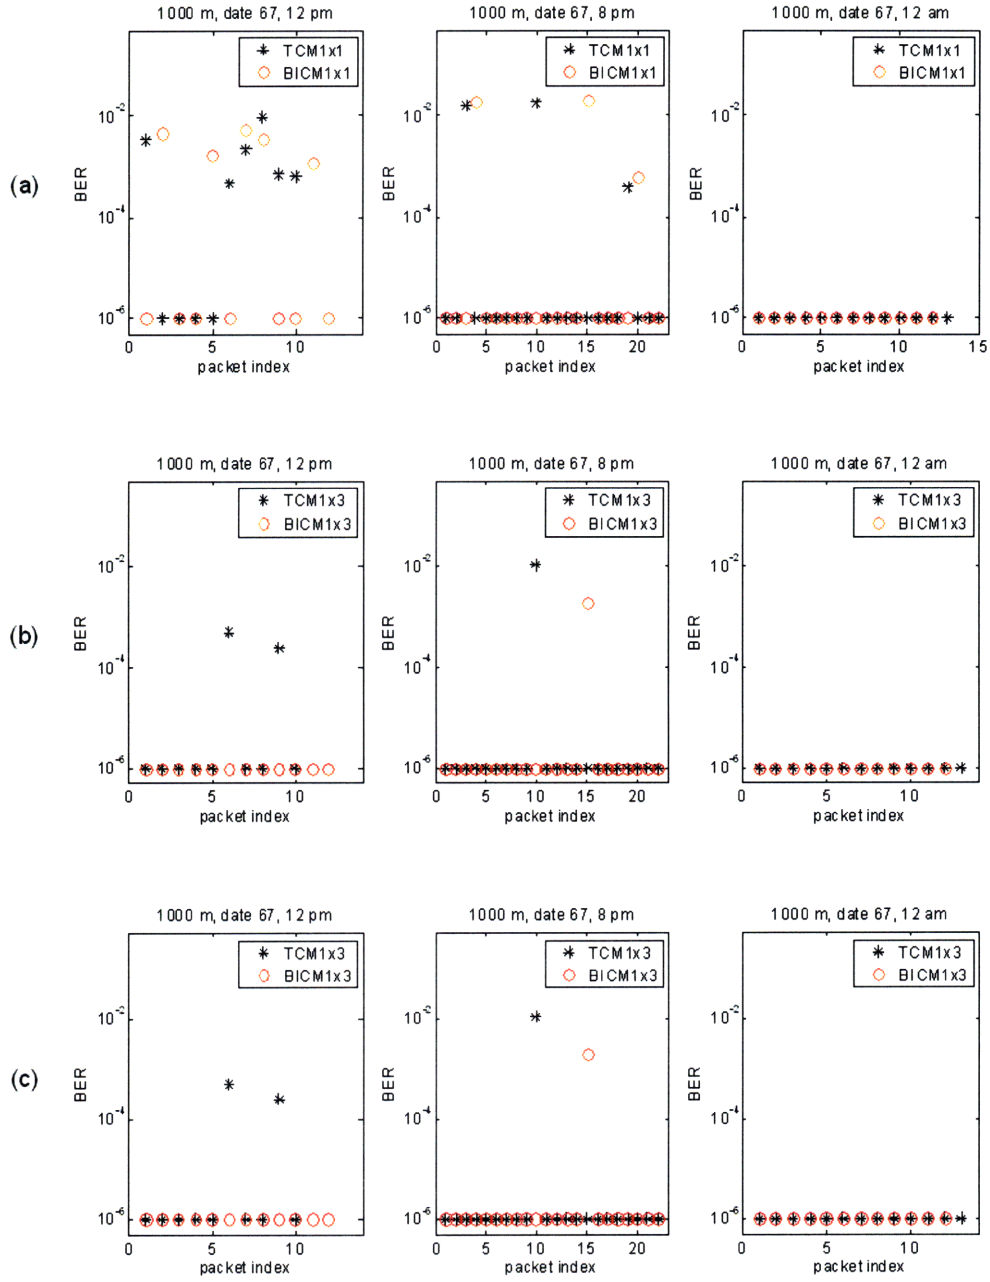 (a)
1000 m, date 67, 12 pm
TCM1x1
BICM1x1
BER
10^-2
10^-4
10^-6
0 5 10
packet index
1000 m, date 67, 8 pm
TCM1x1
BICM1x1
BER
10^-2
10^-4
10^-6
0 5 10 15 20
packet index
1000 m, date 67, 12 am
TCM1x1
BICM1x1
BER
10^-2
10^-4
10^-6
0 5 10 15
packet index
(b)
1000 m, date 67, 12 pm
TCM1x3
BICM1x3
BER
10^-2
10^-4
10^-6
0 5 10
packet index
1000 m, date 67, 8 pm
TCM1x3
BICM1x3
BER
10^-2
10^-4
10^-6
0 5 10 15 20
packet index
1000 m, date 67, 12 am
TCM1x3
BICM1x3
BER
10^-2
10^-4
10^-6
0 5 10
packet index
(c)
1000 m, date 67, 12 pm
TCM1x3
BICM1x3
BER
10^-2
10^-4
10^-6
0 5 10
packet index
1000 m, date 67, 8 pm
TCM1x3
BICM1x3
BER
10^-2
10^-4
10^-6
0 5 10 15 20
packet index
1000 m, date 67, 12 am
TCM1x3
BICM1x3
BER
10^-2
10^-4
10^-6
0 5 10
packet index